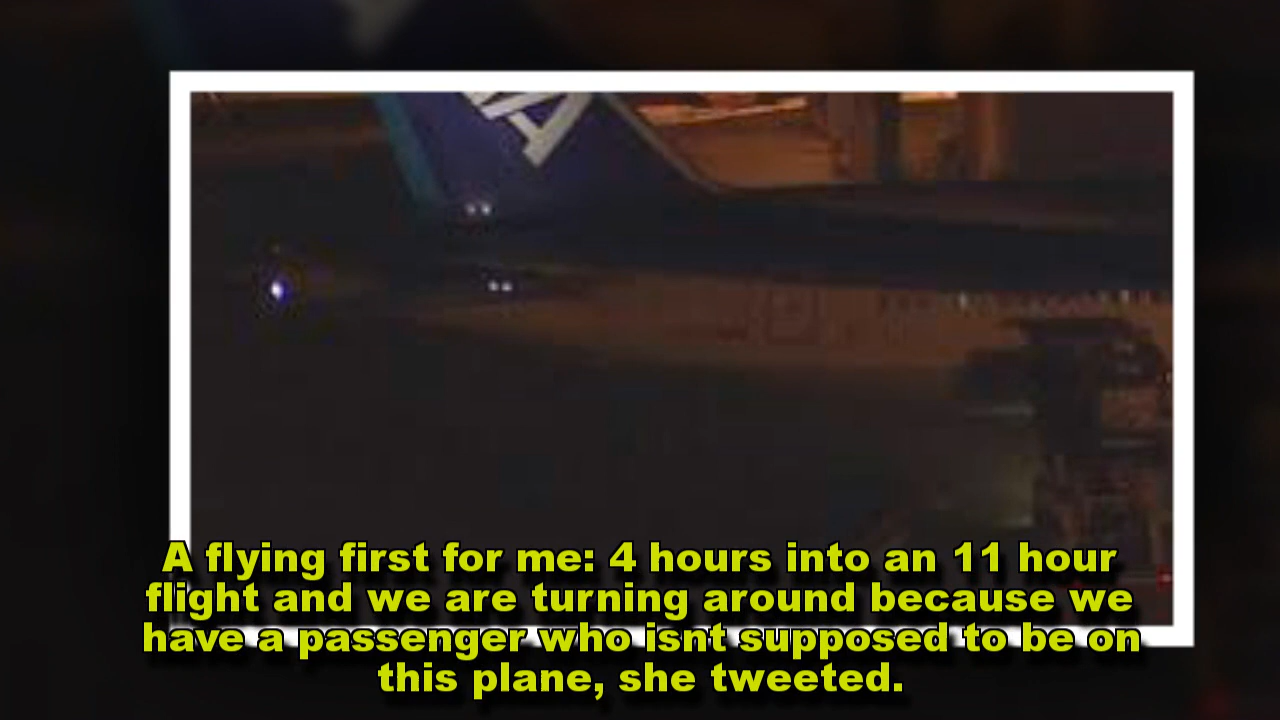 A
A flying first for me: 4 hours into an 11 hour
flight and we are turning around because we
have a passenger who isnt supposed to be on
this plane, she tweeted.